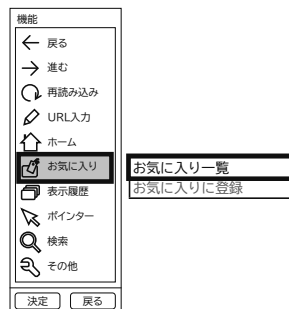 機能
戻る
進む
再読み込み
URL入力
ホーム
お気に入り
表示履歴
ポインター
検索
その他
お気に入り一覧
お気に入りに登録
決定
戻る